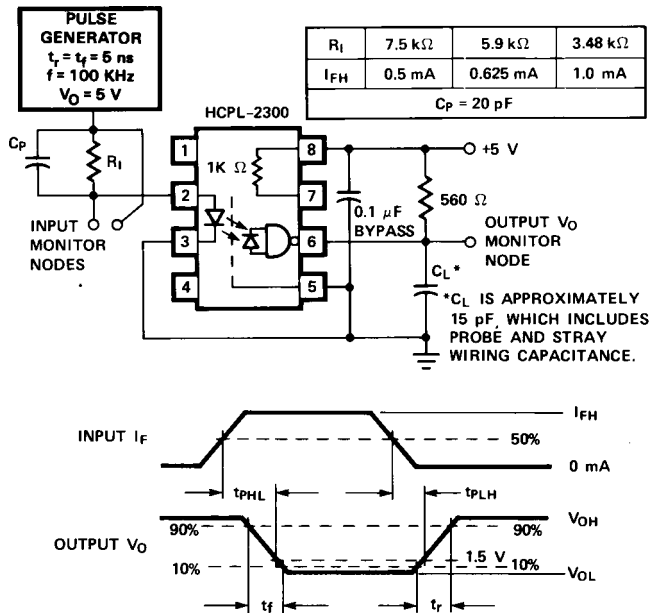 PULSE
GENERATOR
tr = tf = 5 ns
f = 100 KHz
VO = 5 V
RI 7.5 kΩ 5.9 kΩ 3.48 kΩ
IFH 0.5 mA 0.625 mA 1.0 mA
CP = 20 pF
HCPL-2300
CP
RI
1
2
3
4
1K Ω
8
7
6
5
+5 V
0.1 μF
BYPASS
560 Ω
INPUT
MONITOR
NODES
OUTPUT VO
MONITOR
NODE
CL*
*CL IS APPROXIMATELY
15 pF, WHICH INCLUDES
PROBE AND STRAY
WIRING CAPACITANCE.
INPUT IF
IFH
50%
0 mA
tPHL
tPLH
OUTPUT VO
90%
90%
VOH
10%
1.5 V
10%
VOL
tf
tr